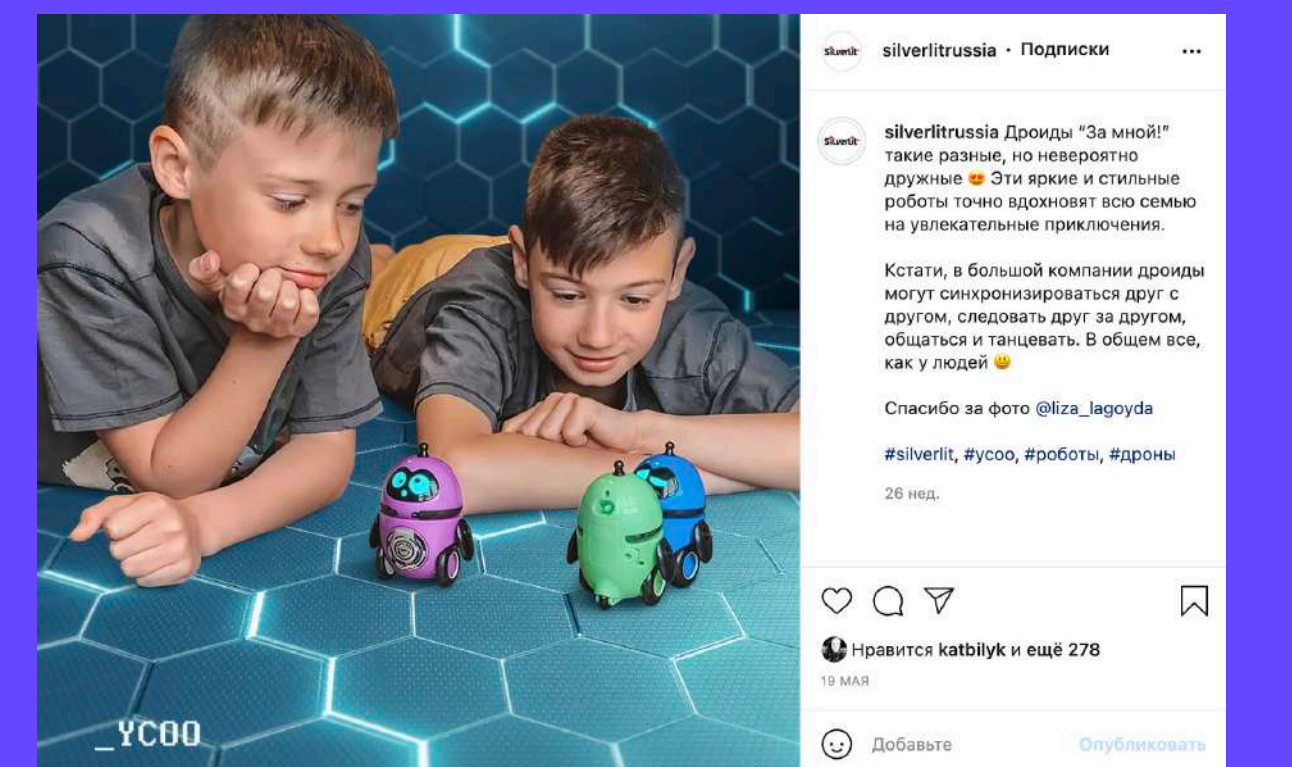 Silverlit
silverlitrussia • Подписки
Silverlit
silverlitrussia Дроиды “За мной!”
такие разные, но невероятно
дружные 😍 Эти яркие и стильные
роботы точно вдохновят всю семью
на увлекательные приключения.
Кстати, в большой компании дроиды
могут синхронизироваться друг с
другом, следовать друг за другом,
общаться и танцевать. В общем все,
как у людей 😃
Спасибо за фото @liza_lagoyda
#silverlit, #ycoo, #роботы, #дроны
26 нед.
Нравится katbilyk и ещё 278
19 МАЯ
Добавьте
Опубликовать
_YCOO